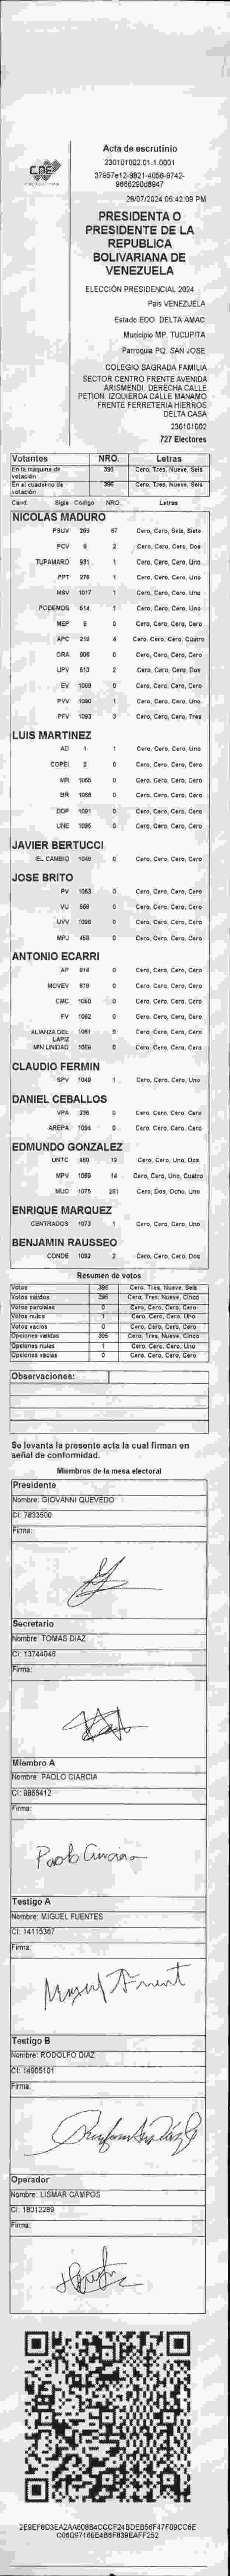 Acta de escrutinio
230101002.01.1.0001
37957e12-9821-4058-9742-
9666290d8947
28/07/2024 06:42:09 PM
PRESIDENTA O
PRESIDENTE DE LA
REPUBLICA
BOLIVARIANA DE
VENEZUELA
ELECCIÓN PRESIDENCIAL 2024
País VENEZUELA
Estado EDO. DELTA AMAC
Municipio MP. TUCUPITA
Parroquia PQ. SAN JOSE
COLEGIO SAGRADA FAMILIA
SECTOR CENTRO FRENTE AVENIDA
ARISMENDI. DERECHA CALLE
PETION. IZQUIERDA CALLE MANAMO
FRENTE FERRETERIA HIERROS
DELTA CASA
230101002
727 Electores
Votantes NRO. Letras
En la máquina de votación 396 Cero, Tres, Nueve, Seis
En el cuaderno de votación 396 Cero, Tres, Nueve, Seis
Cand. Sigla Código NRO. Letras
NICOLAS MADURO
PSUV 269 67 Cero, Cero, Seis, Siete
PCV 8 2 Cero, Cero, Cero, Dos
TUPAMARO 931 1 Cero, Cero, Cero, Uno
PPT 278 1 Cero, Cero, Cero, Uno
MSV 1017 1 Cero, Cero, Cero, Uno
PODEMOS 514 1 Cero, Cero, Cero, Uno
MEP 6 0 Cero, Cero, Cero, Cero
APC 219 4 Cero, Cero, Cero, Cuatro
ORA 906 0 Cero, Cero, Cero, Cero
UPV 513 2 Cero, Cero, Cero, Dos
EV 1089 0 Cero, Cero, Cero, Cero
PVV 1090 1 Cero, Cero, Cero, Uno
PFV 1093 3 Cero, Cero, Cero, Tres
LUIS MARTINEZ
AD 1 1 Cero, Cero, Cero, Uno
COPEI 2 0 Cero, Cero, Cero, Cero
MR 1066 0 Cero, Cero, Cero, Cero
BR 1068 0 Cero, Cero, Cero, Cero
DDP 1091 0 Cero, Cero, Cero, Cero
UNE 1095 0 Cero, Cero, Cero, Cero
JAVIER BERTUCCI
EL CAMBIO 1046 0 Cero, Cero, Cero, Cero
JOSE BRITO
PV 1053 0 Cero, Cero, Cero, Cero
VU 968 0 Cero, Cero, Cero, Cero
UVV 1096 0 Cero, Cero, Cero, Cero
MPJ 458 0 Cero, Cero, Cero, Cero
ANTONIO ECARRI
AP 914 0 Cero, Cero, Cero, Cero
MOVEV 979 0 Cero, Cero, Cero, Cero
CMC 1050 0 Cero, Cero, Cero, Cero
FV 1062 0 Cero, Cero, Cero, Cero
ALIANZA DEL LAPIZ 1061 0 Cero, Cero, Cero, Cero
MIN UNIDAD 1069 0 Cero, Cero, Cero, Cero
CLAUDIO FERMIN
SPV 1049 1 Cero, Cero, Cero, Uno
DANIEL CEBALLOS
VPA 336 0 Cero, Cero, Cero, Cero
AREPA 1094 0 Cero, Cero, Cero, Cero
EDMUNDO GONZALEZ
UNTC 460 12 Cero, Cero, Uno, Dos
MPV 1089 14 Cero, Cero, Uno, Cuatro
MUD 1075 281 Cero, Dos, Ocho, Uno
ENRIQUE MARQUEZ
CENTRADOS 1073 1 Cero, Cero, Cero, Uno
BENJAMIN RAUSSEO
CONDE 1092 2 Cero, Cero, Cero, Dos
Resumen de votos
Votos 396 Cero, Tres, Nueve, Seis
Votos válidos 395 Cero, Tres, Nueve, Cinco
Votos parciales 0 Cero, Cero, Cero, Cero
Votos nulos 1 Cero, Cero, Cero, Uno
Votos vacíos 0 Cero, Cero, Cero, Cero
Opciones válidas 395 Cero, Tres, Nueve, Cinco
Opciones nulas 1 Cero, Cero, Cero, Uno
Opciones vacías 0 Cero, Cero, Cero, Cero
Observaciones:
Se levanta la presente acta la cual firman en
señal de conformidad.
Miembros de la mesa electoral
Presidente
Nombre: GIOVANNI QUEVEDO
CI: 7833500
Firma:
Secretario
Nombre: TOMAS DIAZ
CI: 13744046
Firma:
Miembro A
Nombre: PAOLO CIARCIA
CI: 9866412
Firma:
Testigo A
Nombre: MIGUEL FUENTES
CI: 14115367
Firma:
Testigo B
Nombre: RODOLFO DIAZ
CI: 14905101
Firma:
Operador
Nombre: LISMAR CAMPOS
CI: 18012289
Firma:
2E9EF8D3EA2AA608B4CCCF24BDEB56F47F09CC6E
C06D97160E4B6F839EAFF252